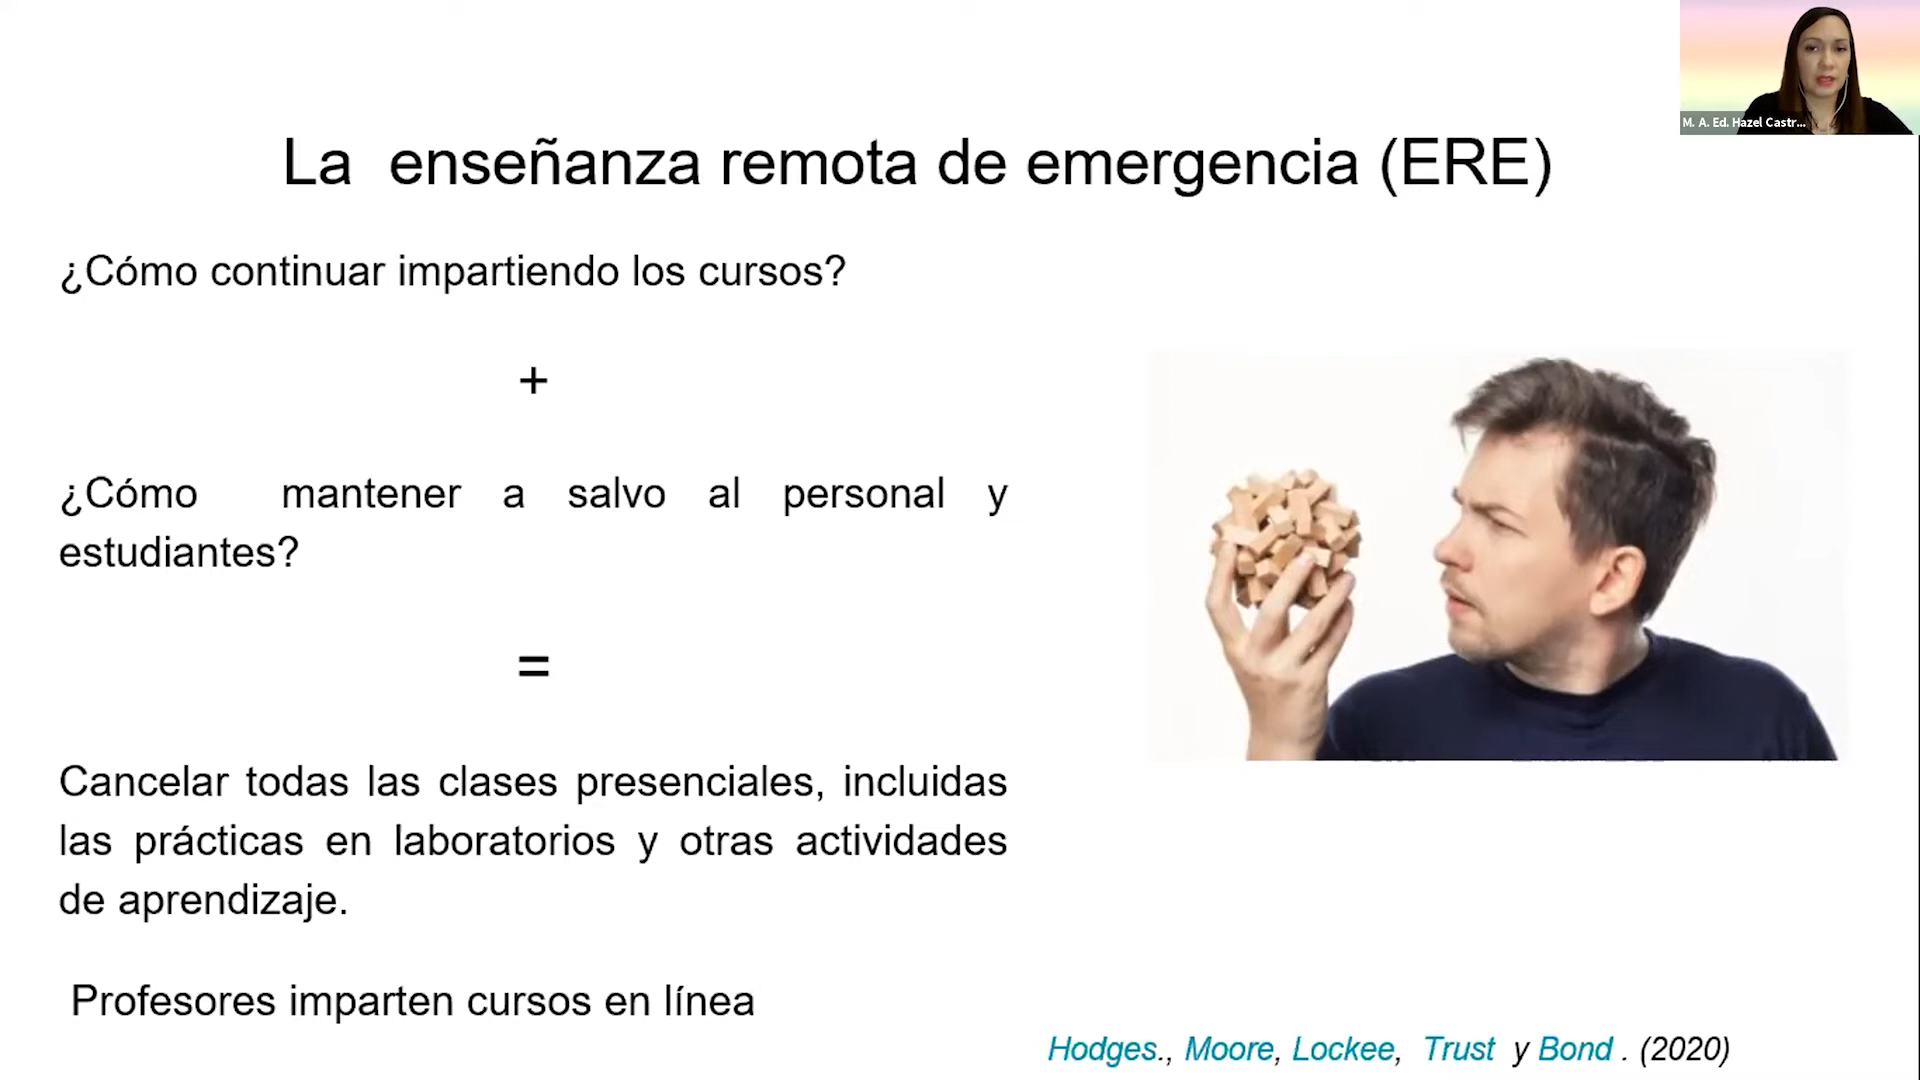 M. A. Ed. Hazel Castr...
La enseñanza remota de emergencia (ERE)
¿Cómo continuar impartiendo los cursos?
+
¿Cómo mantener a salvo al personal y
estudiantes?
=
Cancelar todas las clases presenciales, incluidas
las prácticas en laboratorios y otras actividades
de aprendizaje.
Profesores imparten cursos en línea
Hodges., Moore, Lockee, Trust y Bond . (2020)